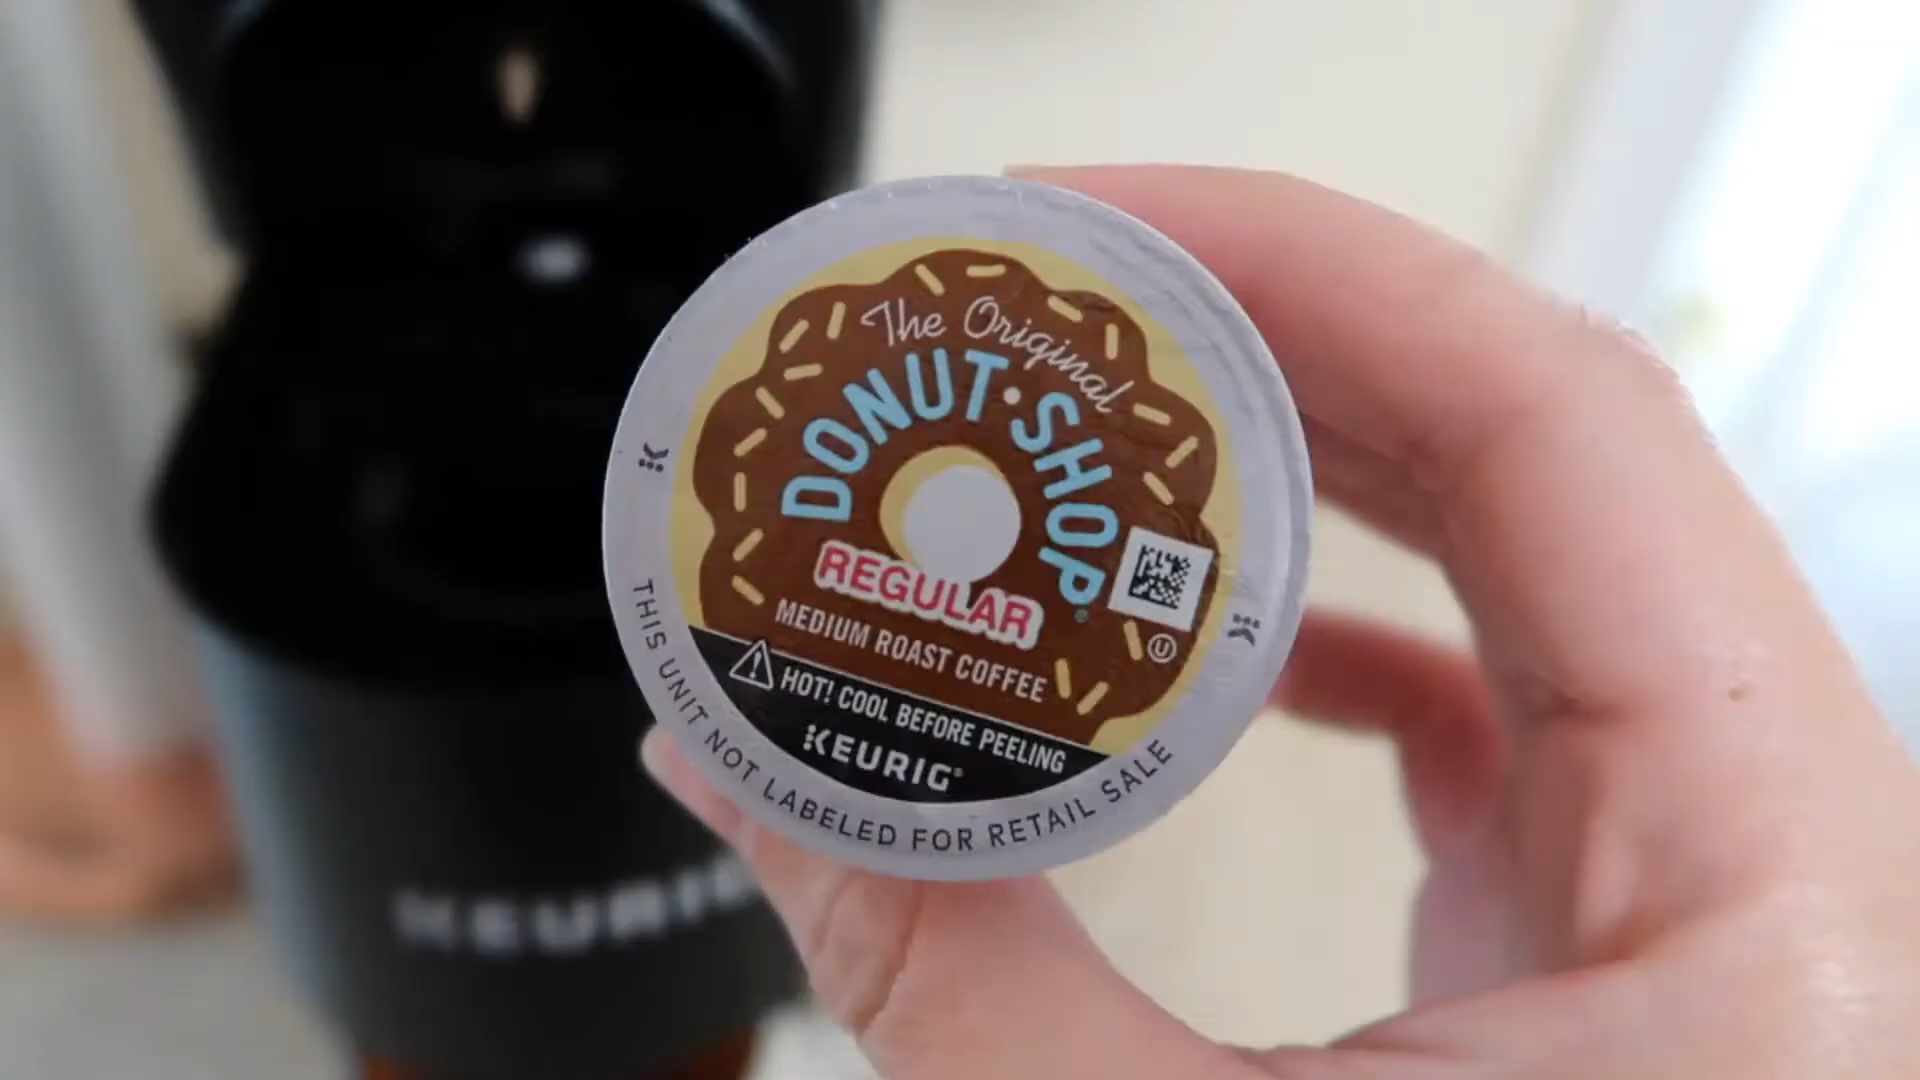 The Original
DONUT·SHOP®
REGULAR
MEDIUM ROAST COFFEE
U
HOT! COOL BEFORE PEELING
KEURIG®
THIS UNIT NOT LABELED FOR RETAIL SALE
KEURIG